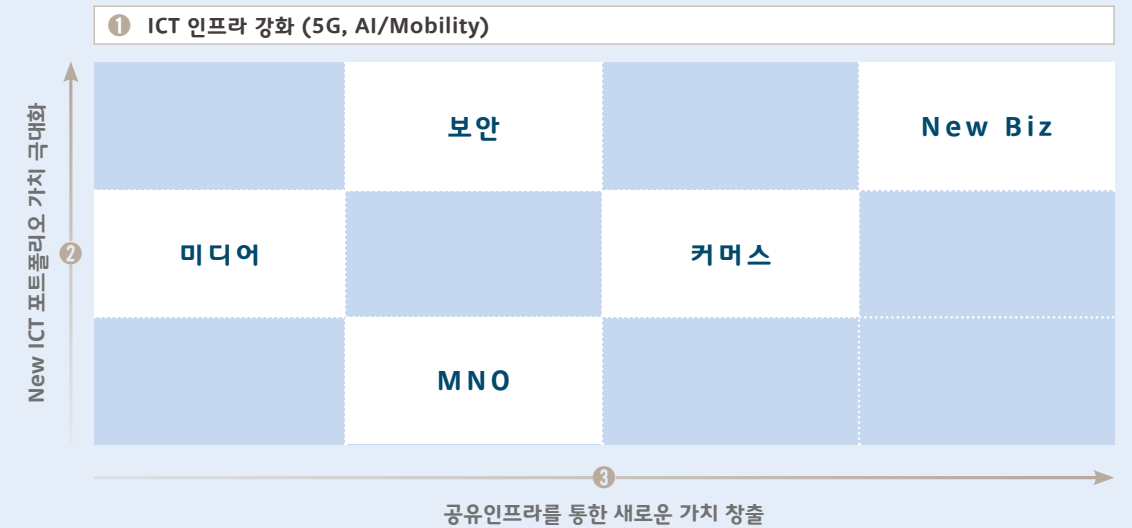 ❶ ICT 인프라 강화 (5G, AI/Mobility)
New ICT 포트폴리오 가치 극대화
❷
보안
New Biz
미디어
커머스
MNO
❸
공유인프라를 통한 새로운 가치 창출